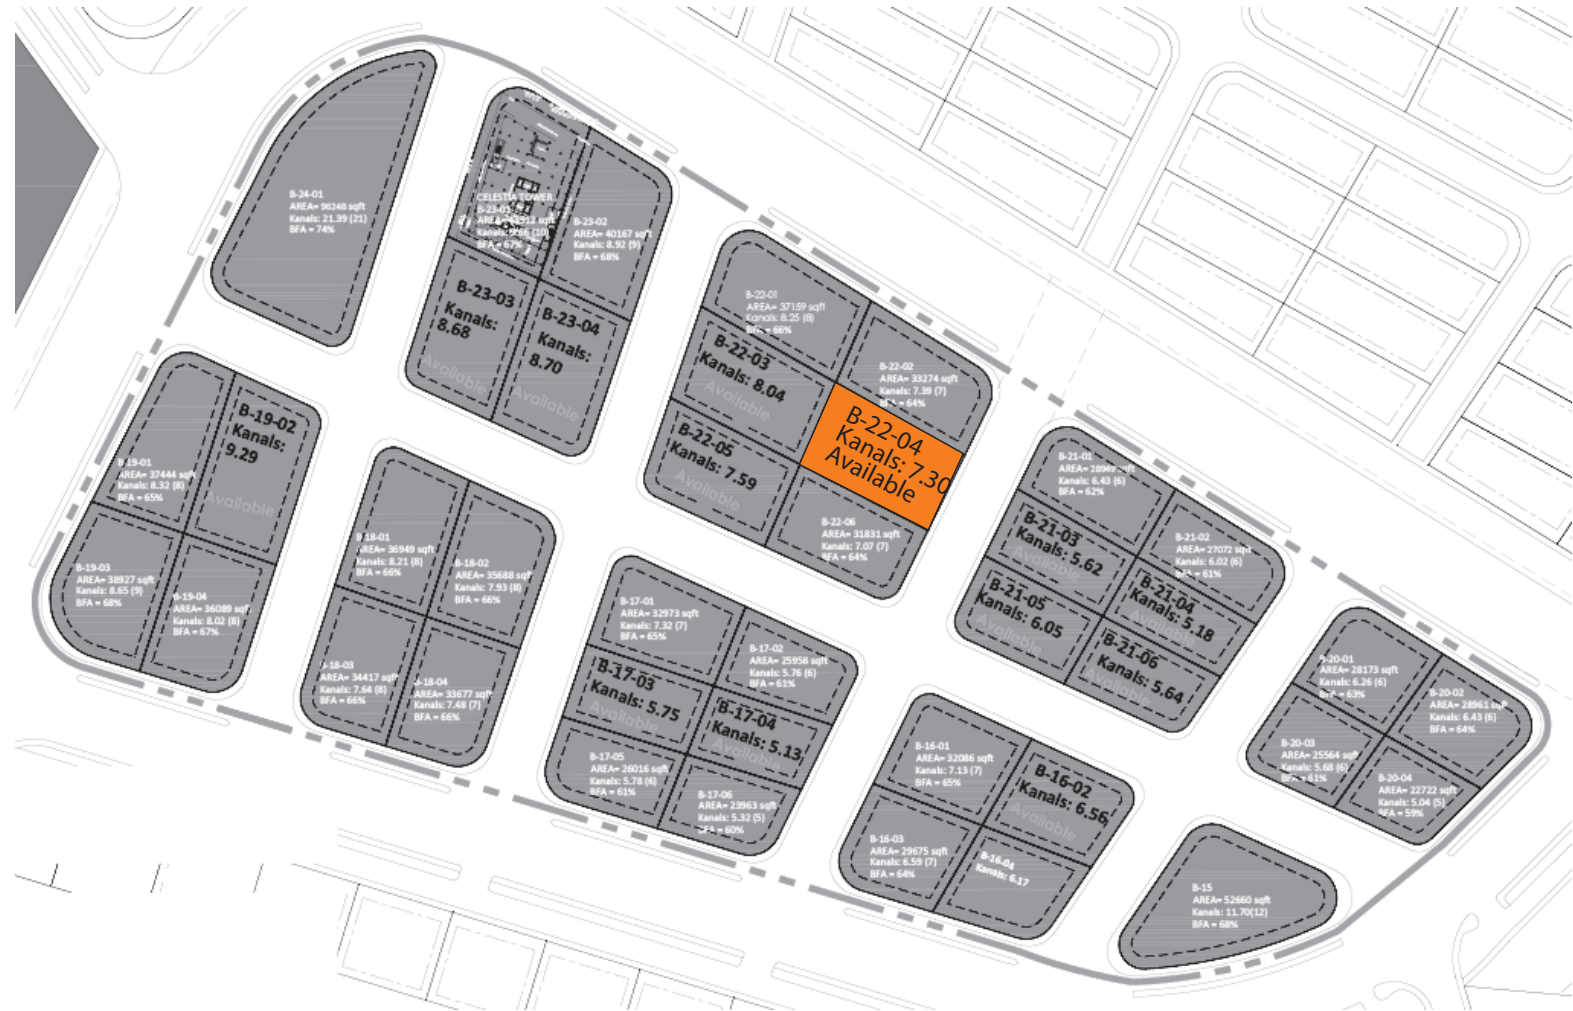 B-24-01
AREA= 96248 sqft
Kanals: 21.39 (21)
BFA = 74%
CELESTIA TOWER
B-23-01
BFA = 67%
B-23-02
AREA= 40167 sqft
Kanals: 8.92 (9)
BFA = 68%
B-23-03
Kanals:
8.68
Available
B-23-04
Kanals:
8.70
Available
B-22-01
AREA= 37159 sqft
Kanals: 8.25 (8)
BFA = 66%
B-22-02
AREA= 33274 sqft
Kanals: 7.39 (7)
BFA = 64%
B-22-03
Kanals: 8.04
Available
B-22-04
Kanals: 7.30
Available
B-22-05
Kanals: 7.59
Available
B-22-06
AREA= 31831 sqft
Kanals: 7.07 (7)
BFA = 64%
B-19-01
AREA= 37444 sqft
Kanals: 8.32 (8)
BFA = 65%
B-19-02
Kanals:
9.29
Available
B-19-03
AREA= 38927 sqft
Kanals: 8.65 (9)
BFA = 68%
B-19-04
AREA= 36089 sqft
Kanals: 8.02 (8)
BFA = 67%
B-18-01
AREA= 36949 sqft
Kanals: 8.21 (8)
BFA = 66%
B-18-02
AREA= 35688 sqft
Kanals: 7.93 (8)
BFA = 66%
B-18-03
AREA= 34417 sqft
Kanals: 7.64 (8)
BFA = 66%
B-18-04
AREA= 33677 sqft
Kanals: 7.48 (7)
BFA = 66%
B-17-01
AREA= 32973 sqft
Kanals: 7.32 (7)
BFA = 65%
B-17-02
AREA= 25958 sqft
Kanals: 5.76 (6)
BFA = 61%
B-17-03
Kanals: 5.75
Available
B-17-04
Kanals: 5.13
Available
B-17-05
AREA= 26016 sqft
Kanals: 5.78 (6)
BFA = 61%
B-17-06
AREA= 23963 sqft
Kanals: 5.32 (5)
BFA = 60%
B-21-01
Kanals: 6.43 (6)
BFA = 62%
B-21-02
AREA= 27072 sqft
Kanals: 6.02 (6)
BFA = 61%
B-21-03
Kanals: 5.62
Available
B-21-04
Kanals: 5.18
Available
B-21-05
Kanals: 6.05
Available
B-21-06
Kanals: 5.64
Available
B-20-01
AREA= 28173 sqft
Kanals: 6.26 (6)
BFA = 63%
B-20-02
AREA= 28961 sqft
Kanals: 6.43 (6)
BFA = 64%
B-20-03
AREA= 25564 sqft
Kanals: 5.68 (6)
BFA = 61%
B-20-04
AREA= 22722 sqft
Kanals: 5.04 (5)
BFA = 59%
B-16-01
AREA= 32086 sqft
Kanals: 7.13 (7)
BFA = 65%
B-16-02
Kanals: 6.56
Available
B-16-03
AREA= 29675 sqft
Kanals: 6.59 (7)
BFA = 64%
B-16-04
Kanals: 6.17
B-15
AREA= 52660 sqft
Kanals: 11.70(12)
BFA = 68%